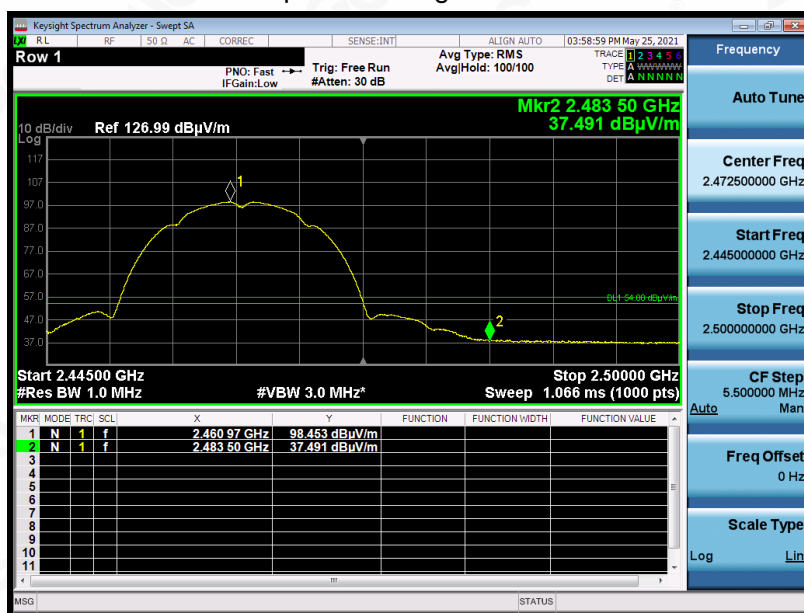 Keysight Spectrum Analyzer - Swept SA
LXI RL RF 50 Ω AC CORREC SENSE:INT ALIGN AUTO 03:58:59 PM May 25, 2021
Row 1
PNO: Fast
IFGain:Low
Trig: Free Run
#Atten: 30 dB
Avg Type: RMS
Avg|Hold: 100/100
TRACE 1 2 3 4 5 6
TYPE A WWWWW
DET A N N N N N
Mkr2 2.483 50 GHz
37.491 dBµV/m
10 dB/div Ref 126.99 dBµV/m
Log
117
107
97.0
87.0
77.0
67.0
57.0
47.0
37.0
1
2
DL1 54.00 dBµV/m
Start 2.44500 GHz Stop 2.50000 GHz
#Res BW 1.0 MHz #VBW 3.0 MHz* Sweep 1.066 ms (1000 pts)
MKR MODE TRC SCL X Y FUNCTION FUNCTION WIDTH FUNCTION VALUE
1 N 1 f 2.460 97 GHz 98.453 dBµV/m
2 N 1 f 2.483 50 GHz 37.491 dBµV/m
3
4
5
6
7
8
9
10
11
MSG STATUS
Frequency
Auto Tune
Center Freq
2.472500000 GHz
Start Freq
2.445000000 GHz
Stop Freq
2.500000000 GHz
CF Step
5.500000 MHz
Auto Man
Freq Offset
0 Hz
Scale Type
Log Lin